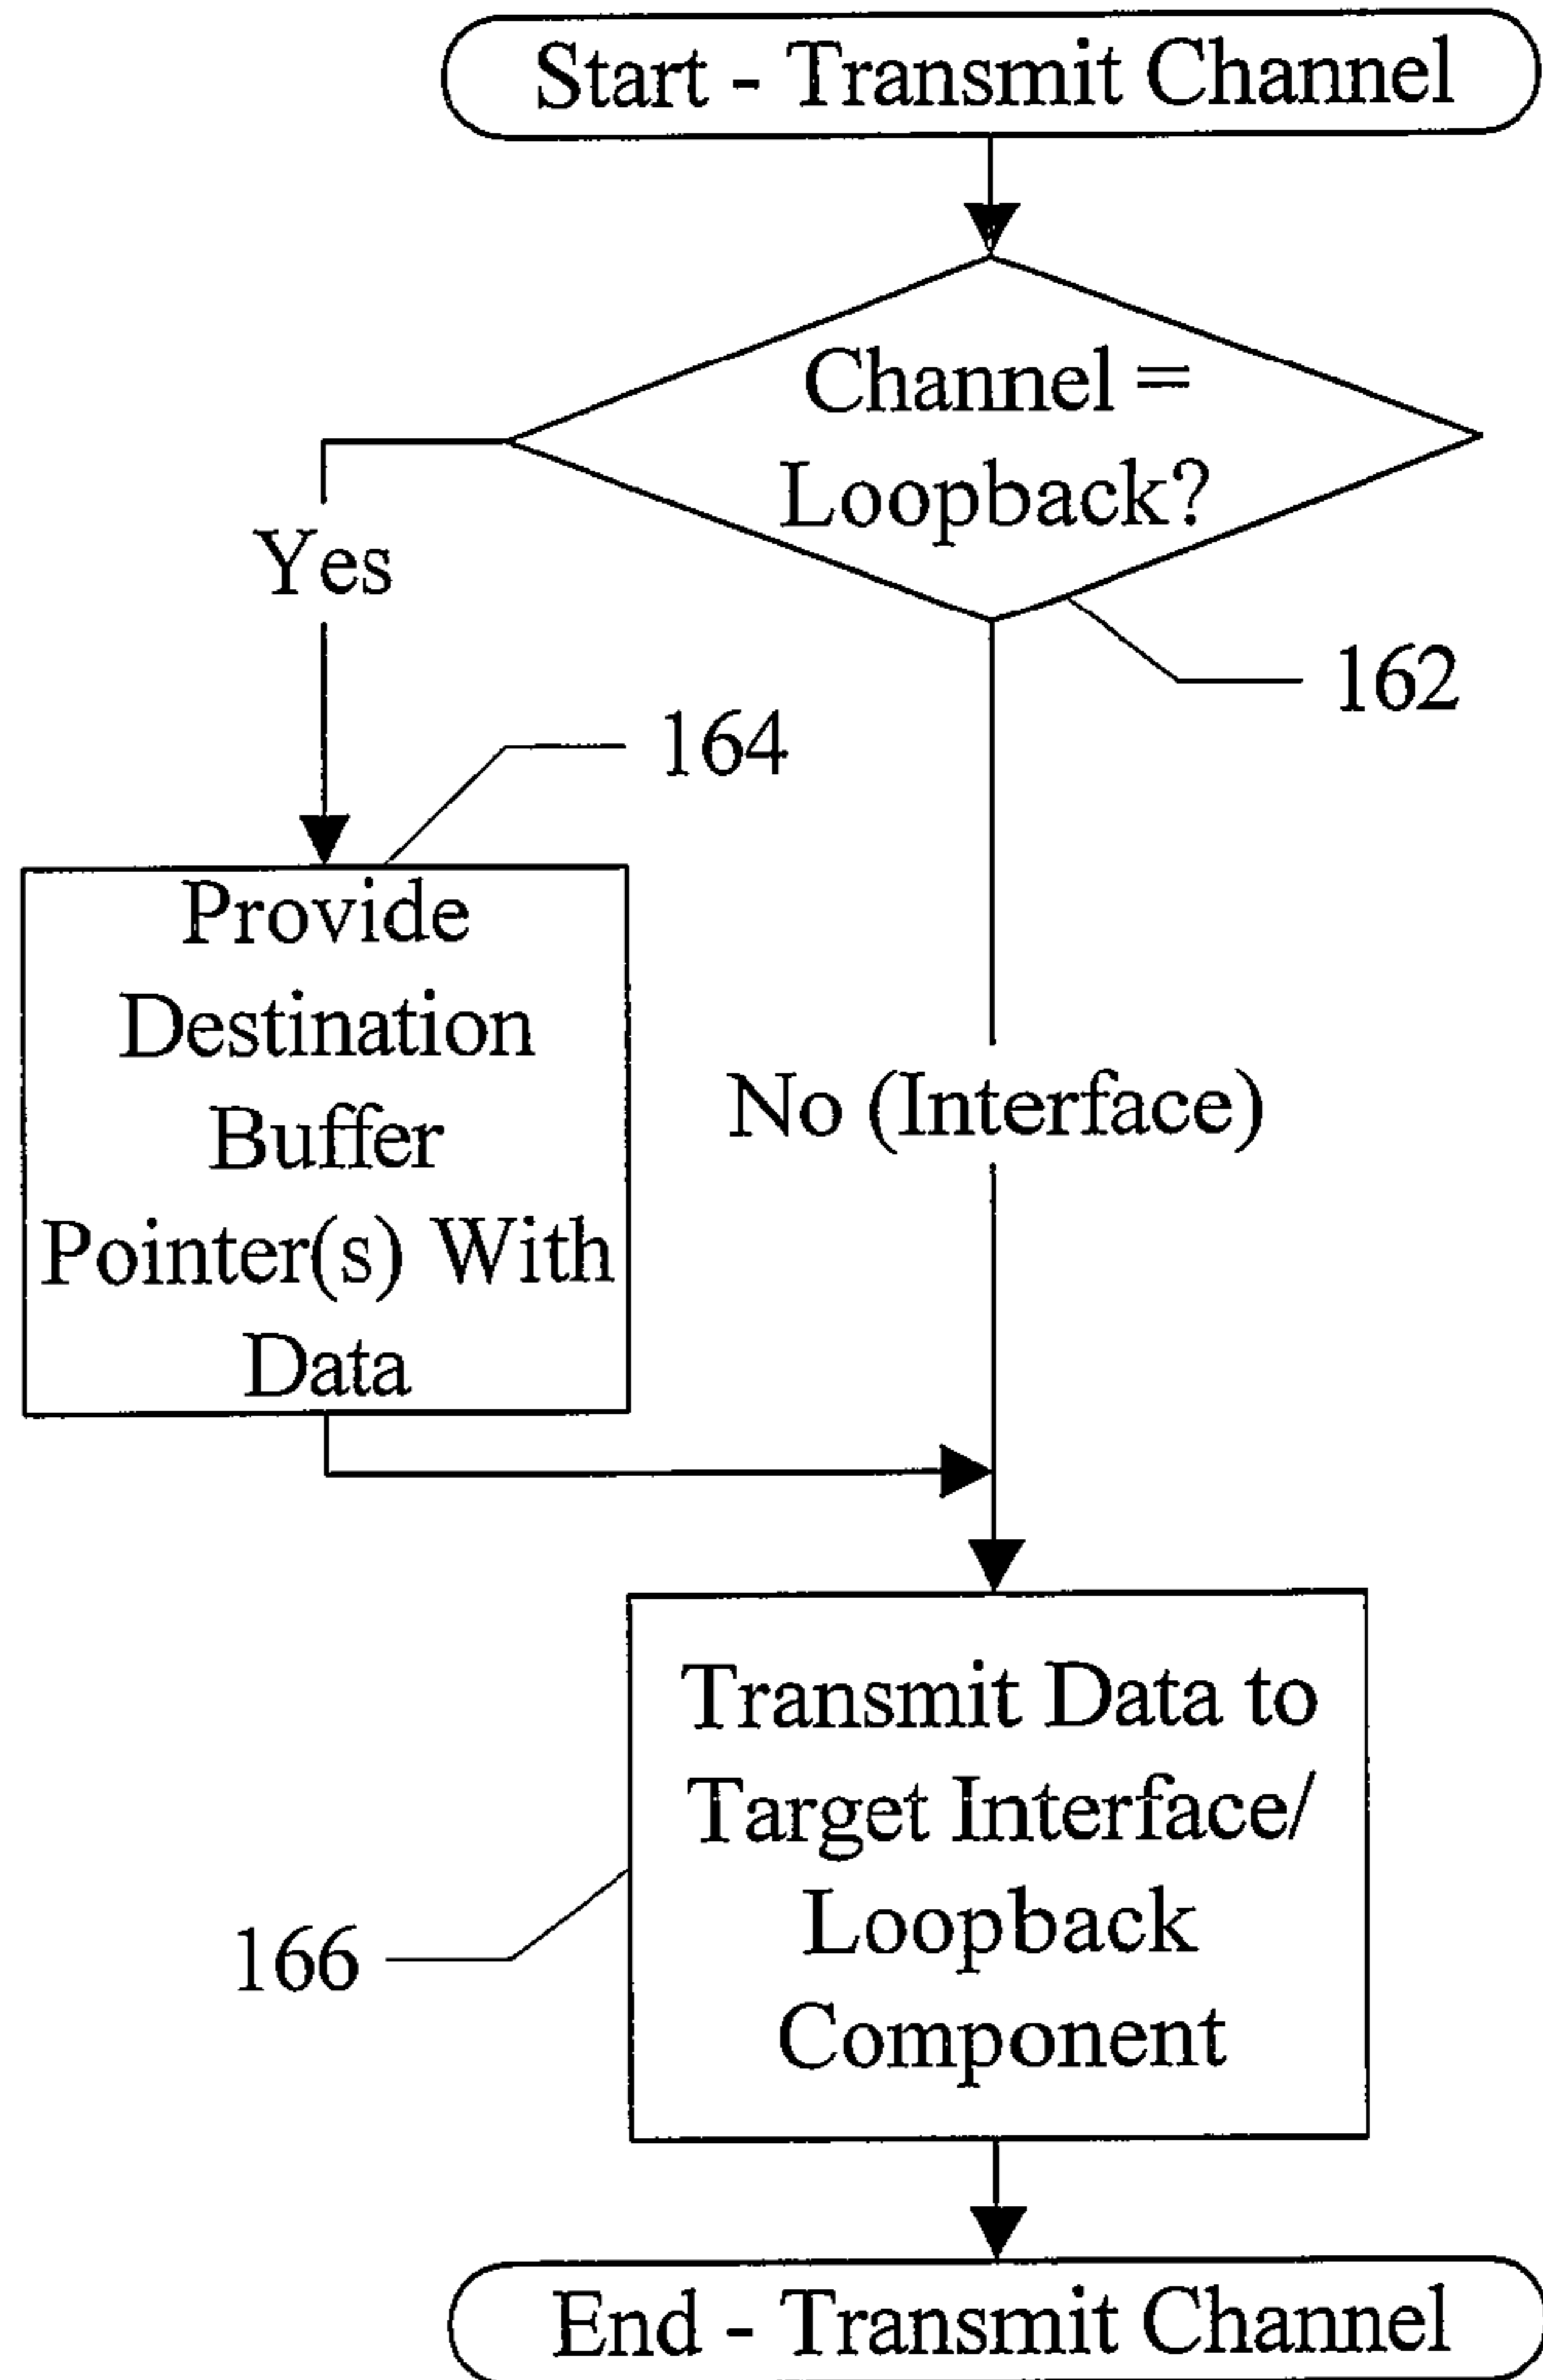 Start - Transmit Channel
Channel =
Loopback?
Yes
162
164
Provide
Destination
Buffer
Pointer(s) With
Data
No (Interface)
Transmit Data to
Target Interface/
Loopback
Component
166
End - Transmit Channel